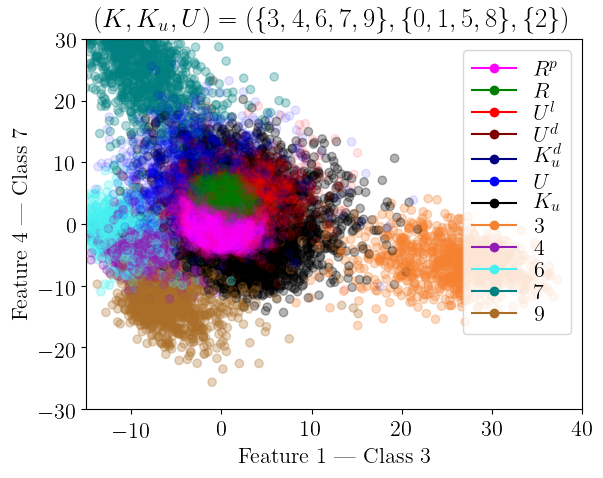 (K, K_u, U) = ({3, 4, 6, 7, 9}, {0, 1, 5, 8}, {2})
30
20
10
0
−10
−20
−30
Feature 4 — Class 7
R^p
R
U^l
U^d
K_u^d
U
K_u
3
4
6
7
9
−10
0
10
20
30
40
Feature 1 — Class 3